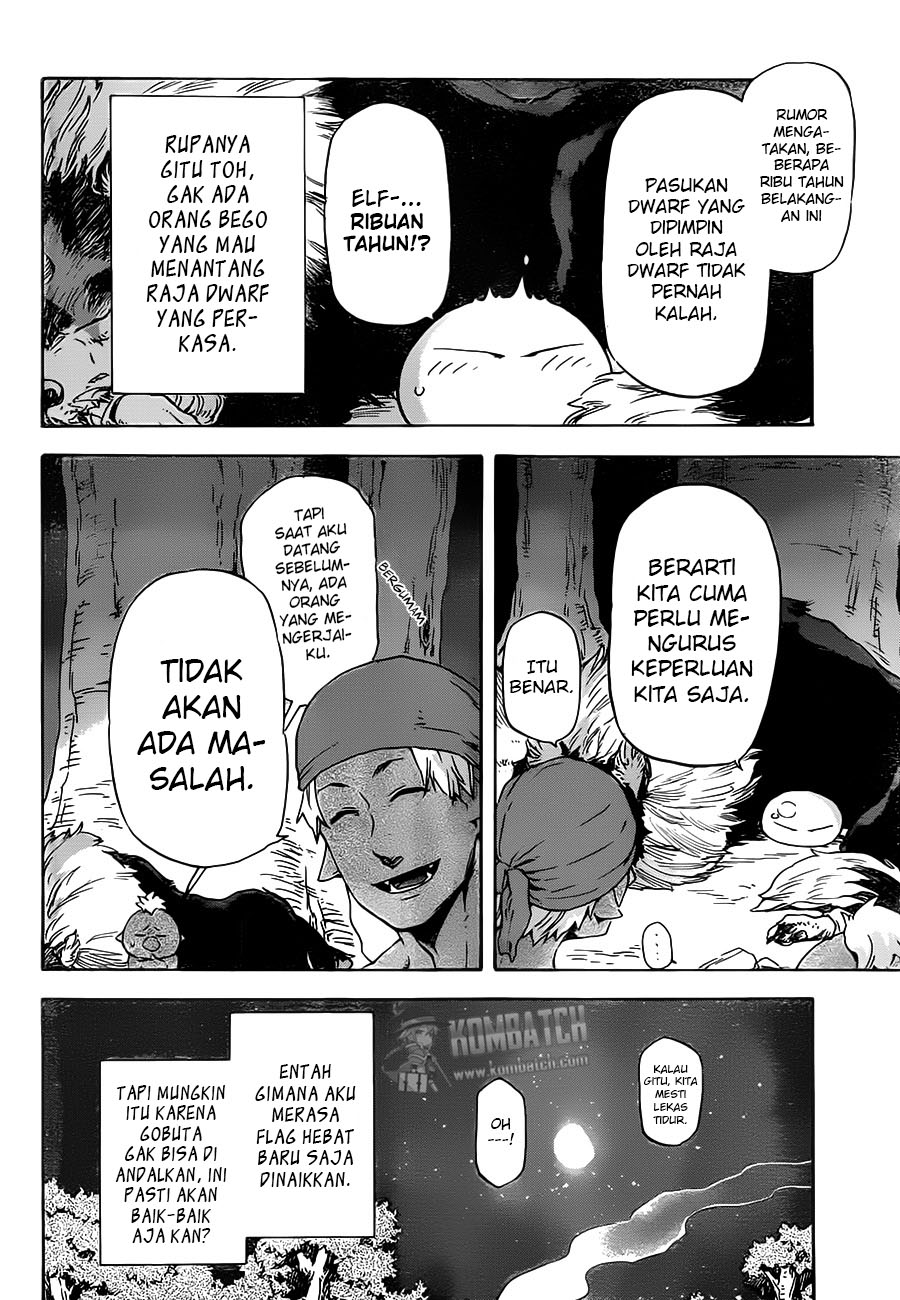 RUMOR
MENGA-
TAKAN, BE-
BERAPA
RIBU TAHUN
BELAKANG-
AN INI
PASUKAN
DWARF YANG
DIPIMPIN
OLEH RAJA
DWARF TIDAK
PERNAH
KALAH.
ELF-...
RIBUAN
TAHUN!?
RUPANYA
GITU TOH,
GAK ADA
ORANG BEGO
YANG MAU
MENANTANG
RAJA DWARF
YANG PER-
KASA.
BERARTI
KITA CUMA
PERLU ME-
NGURUS
KEPERLUAN
KITA SAJA.
ITU
BENAR.
...
TAPI
SAAT AKU
DATANG
SEBELUM-
NYA, ADA
ORANG
YANG ME-
NGERJAI-
KU.
BERGUMAM
TIDAK
AKAN
ADA MA-
SALAH.
KALAU
GITU, KITA
MESTI
LEKAS
TIDUR.
OH
---!
KOMBATCH
www.kombatch.com
ENTAH
GIMANA AKU
MERASA
FLAG HEBAT
BARU SAJA
DINAIKKAN.
TAPI MUNGKIN
ITU KARENA
GOBUTA
GAK BISA DI
ANDALKAN, INI
PASTI AKAN
BAIK-BAIK
AJA KAN?